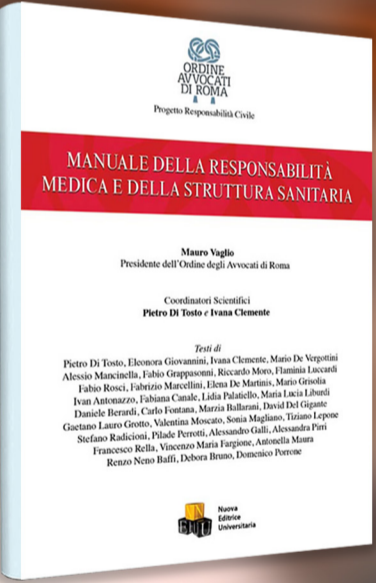 ORDINE
AVVOCATI
DI ROMA
Progetto Responsabilità Civile
MANUALE DELLA RESPONSABILITÀ
MEDICA E DELLA STRUTTURA SANITARIA
Mauro Vaglio
Presidente dell'Ordine degli Avvocati di Roma
Coordinatori Scientifici
Pietro Di Tosto e Ivana Clemente
Testi di
Pietro Di Tosto, Eleonora Giovannini, Ivana Clemente, Mario De Vergottini
Alessio Mancinella, Fabio Grappasonni, Riccardo Moro, Flaminia Luccardi
Fabio Rosci, Fabrizio Marcellini, Elena De Martinis, Mario Grisolia
Ivan Antonazzo, Fabiana Canale, Lidia Palatiello, Maria Lucia Liburdi
Daniele Berardi, Carlo Fontana, Marzia Ballarani, David Del Gigante
Gaetano Lauro Grotto, Valentina Moscato, Sonia Magliano, Tiziano Lepone
Stefano Radicioni, Pilade Perrotti, Alessandro Galli, Alessandra Pirri
Francesco Rella, Vincenzo Maria Fargione, Antonella Maura
Renzo Neno Baffi, Debora Bruno, Domenico Porrone
NEU
Nuova
Editrice
Universitaria